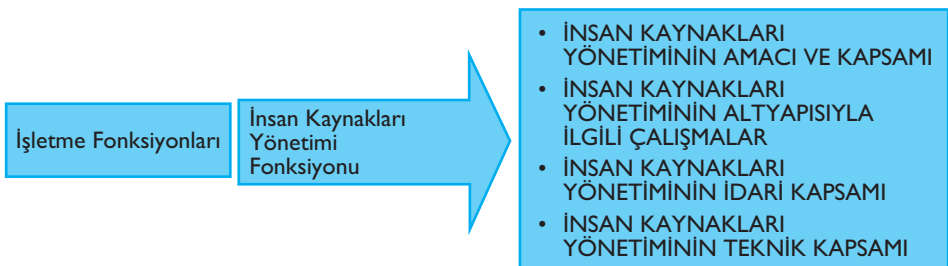 İşletme Fonksiyonları
İnsan Kaynakları
Yönetimi
Fonksiyonu
• İNSAN KAYNAKLARI
YÖNETİMİNİN AMACI VE KAPSAMI
• İNSAN KAYNAKLARI
YÖNETİMİNİN ALTYAPISIYLA
İLGİLİ ÇALIŞMALAR
• İNSAN KAYNAKLARI
YÖNETİMİNİN İDARİ KAPSAMI
• İNSAN KAYNAKLARI
YÖNETİMİNİN TEKNİK KAPSAMI